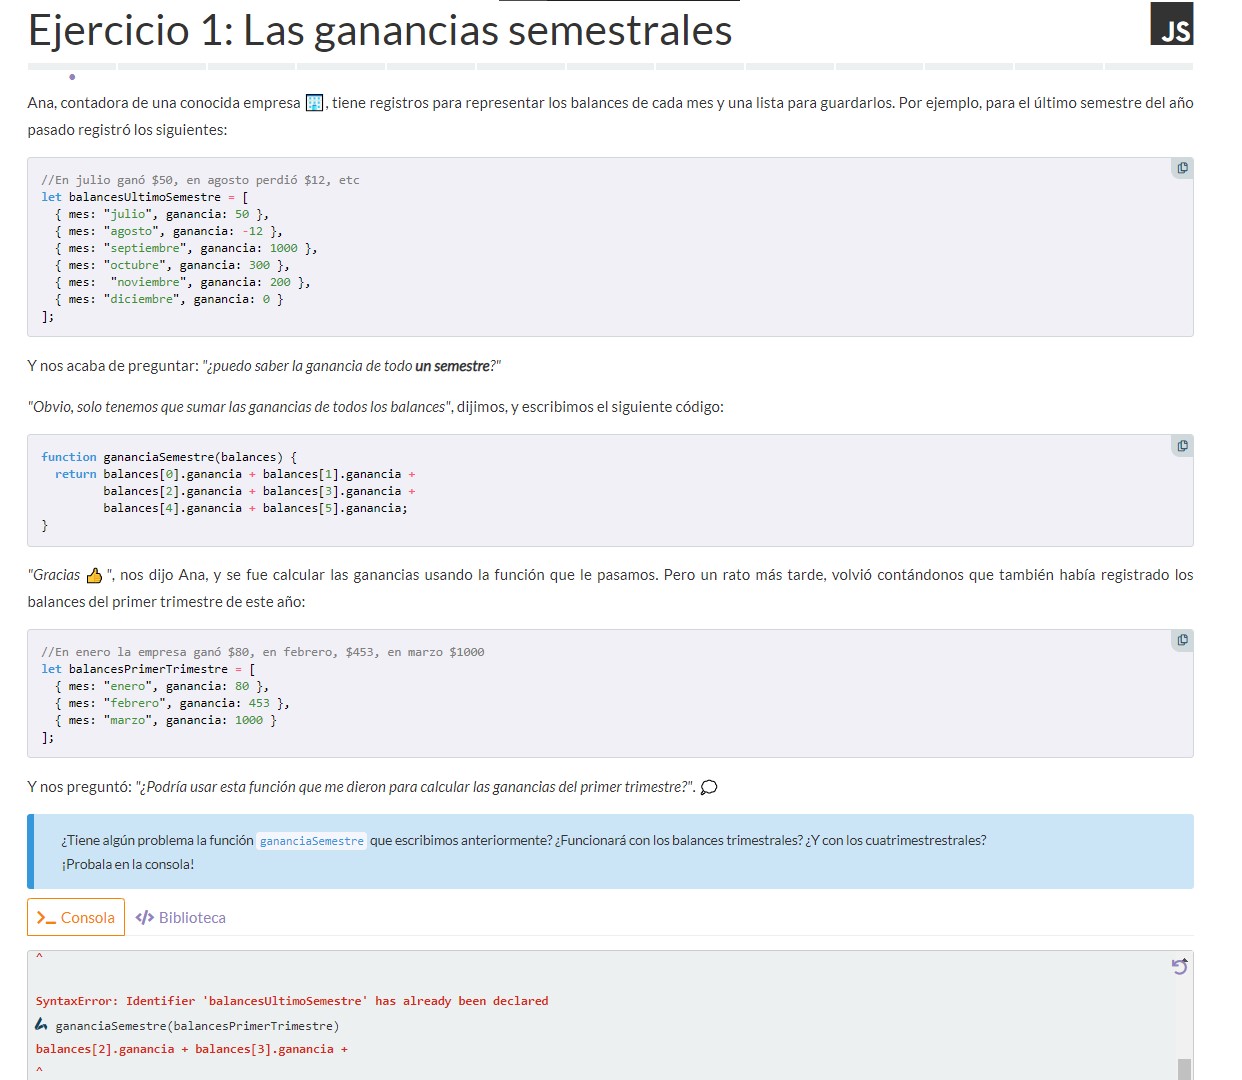 Ejercicio 1: Las ganancias semestrales
JS
Ana, contadora de una conocida empresa 🏢, tiene registros para representar los balances de cada mes y una lista para guardarlos. Por ejemplo, para el último semestre del año
pasado registró los siguientes:
//En julio ganó $50, en agosto perdió $12, etc
let balancesUltimoSemestre = [
  { mes: "julio", ganancia: 50 },
  { mes: "agosto", ganancia: -12 },
  { mes: "septiembre", ganancia: 1000 },
  { mes: "octubre", ganancia: 300 },
  { mes:  "noviembre", ganancia: 200 },
  { mes: "diciembre", ganancia: 0 }
];
Y nos acaba de preguntar: "¿puedo saber la ganancia de todo un semestre?"
"Obvio, solo tenemos que sumar las ganancias de todos los balances", dijimos, y escribimos el siguiente código:
function gananciaSemestre(balances) {
  return balances[0].ganancia + balances[1].ganancia +
         balances[2].ganancia + balances[3].ganancia +
         balances[4].ganancia + balances[5].ganancia;
}
"Gracias 👍 ", nos dijo Ana, y se fue calcular las ganancias usando la función que le pasamos. Pero un rato más tarde, volvió contándonos que también había registrado los
balances del primer trimestre de este año:
//En enero la empresa ganó $80, en febrero, $453, en marzo $1000
let balancesPrimerTrimestre = [
  { mes: "enero", ganancia: 80 },
  { mes: "febrero", ganancia: 453 },
  { mes: "marzo", ganancia: 1000 }
];
Y nos preguntó: "¿Podría usar esta función que me dieron para calcular las ganancias del primer trimestre?". 💭
¿Tiene algún problema la función gananciaSemestre que escribimos anteriormente? ¿Funcionará con los balances trimestrales? ¿Y con los cuatrimestrestrales?
¡Probala en la consola!
>_ Consola </> Biblioteca
^
SyntaxError: Identifier 'balancesUltimoSemestre' has already been declared
gananciaSemestre(balancesPrimerTrimestre)
balances[2].ganancia + balances[3].ganancia +
^